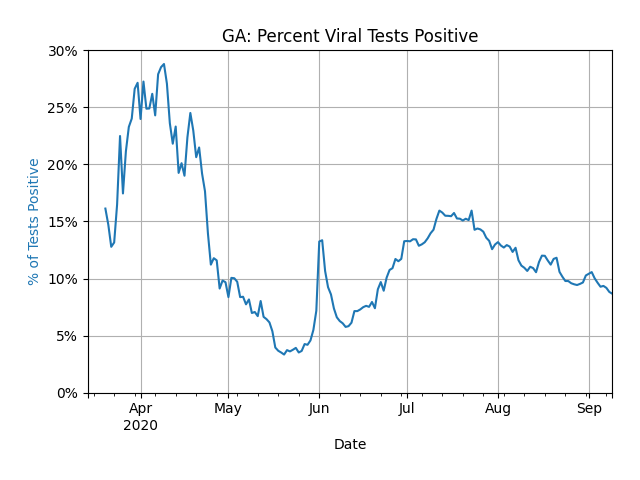 GA: Percent Viral Tests Positive
30%
25%
20%
15%
10%
5%
0%
% of Tests Positive
Apr May Jun Jul Aug Sep
2020
Date